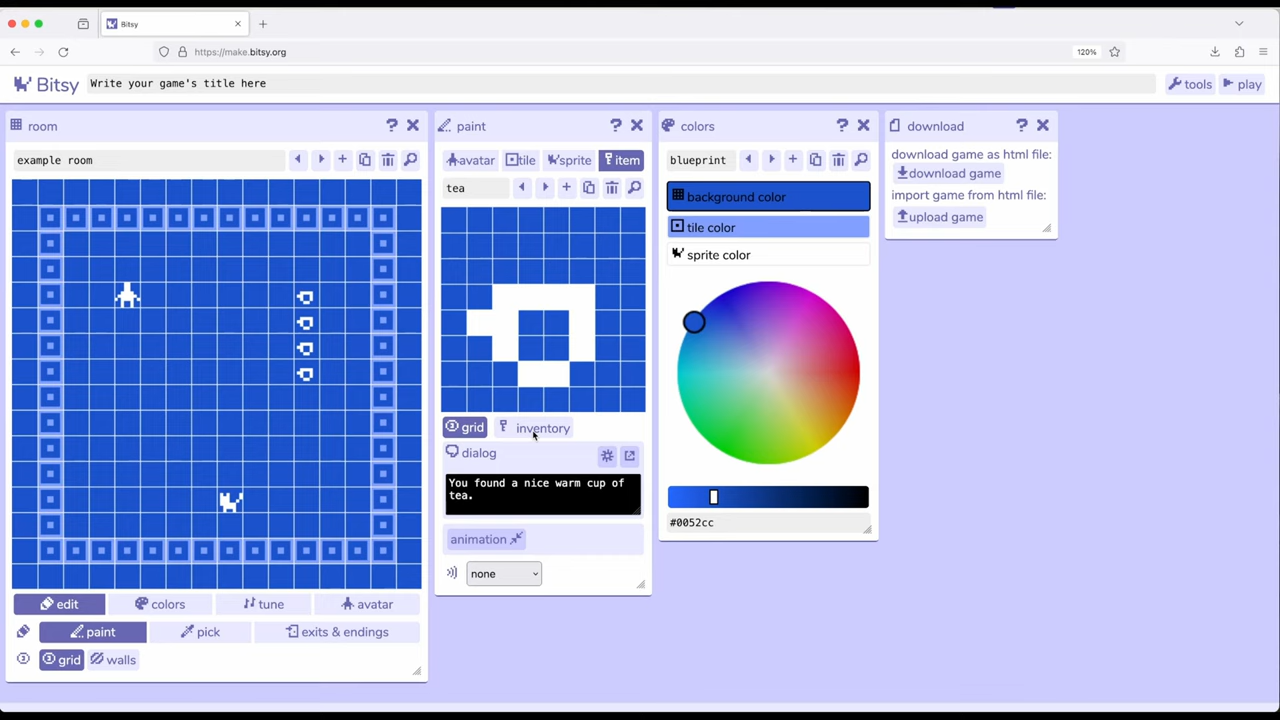 Bitsy
https://make.bitsy.org
120%
Bitsy
Write your game's title here
tools
play
room
example room
edit
colors
tune
avatar
paint
pick
exits & endings
grid
walls
paint
avatar
tile
sprite
item
tea
grid
inventory
dialog
You found a nice warm cup of
tea.
animation
none
colors
blueprint
background color
tile color
sprite color
#0052cc
download
download game as html file:
download game
import game from html file:
upload game